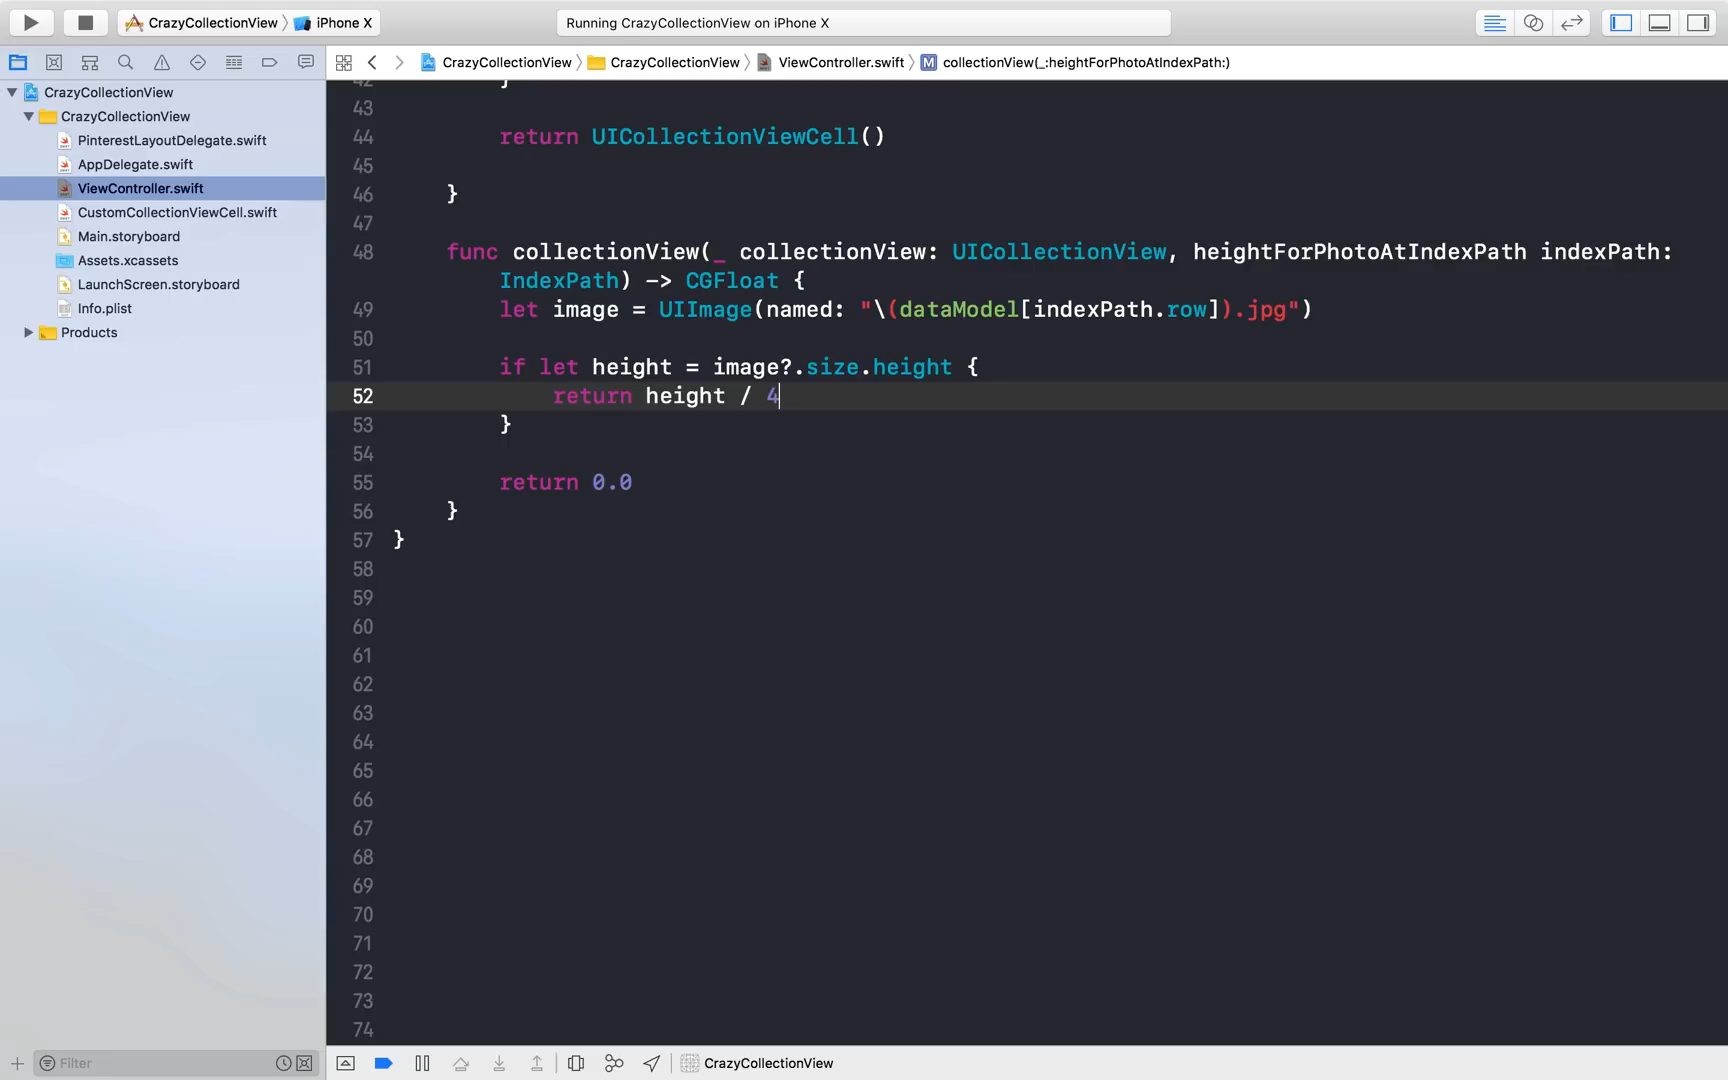 CrazyCollectionView iPhone X
Running CrazyCollectionView on iPhone X
CrazyCollectionView CrazyCollectionView ViewController.swift M collectionView(_:heightForPhotoAtIndexPath:)
CrazyCollectionView
CrazyCollectionView
PinterestLayoutDelegate.swift
AppDelegate.swift
ViewController.swift
CustomCollectionViewCell.swift
Main.storyboard
Assets.xcassets
LaunchScreen.storyboard
Info.plist
Products
42 }
43
44 return UICollectionViewCell()
45
46 }
47
48 func collectionView(_ collectionView: UICollectionView, heightForPhotoAtIndexPath indexPath:
IndexPath) -> CGFloat {
49 let image = UIImage(named: "\(dataModel[indexPath.row]).jpg")
50
51 if let height = image?.size.height {
52 return height / 4
53 }
54
55 return 0.0
56 }
57 }
58
59
60
61
62
63
64
65
66
67
68
69
70
71
72
73
74
Filter
CrazyCollectionView